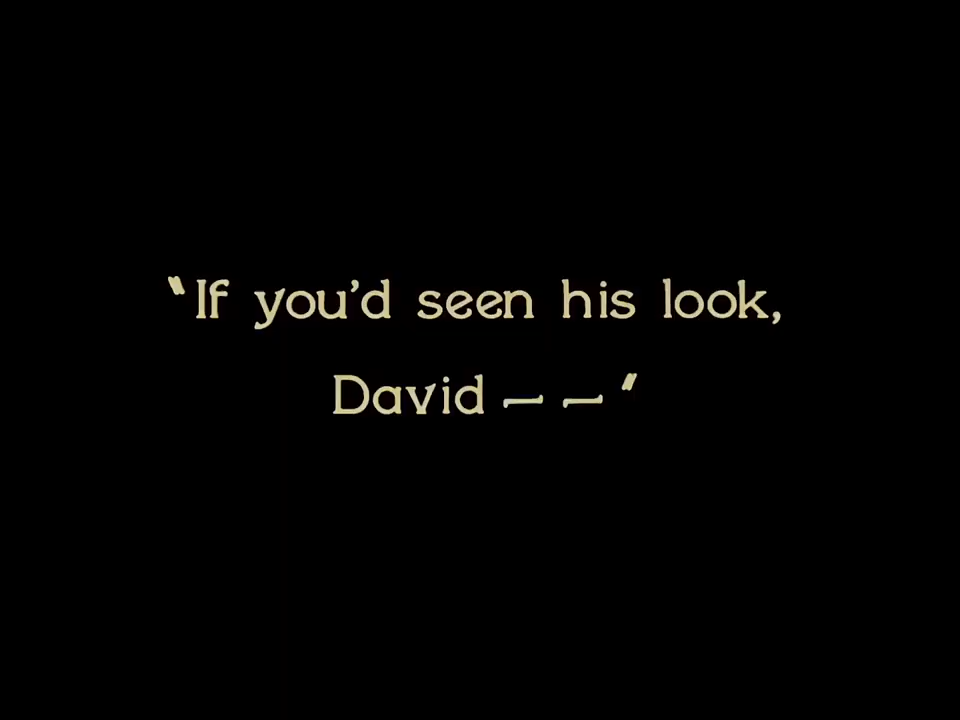 "If you'd seen his look,
David — — "